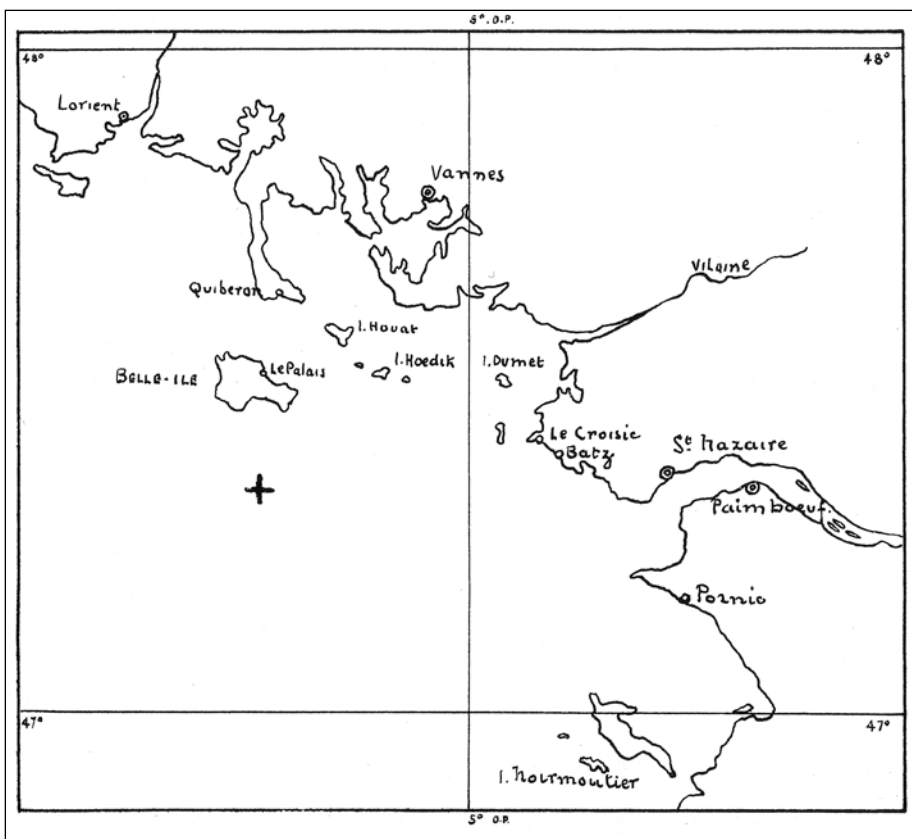 5°. O.P.
48°
48°
Lorient
Vannes
Vilaine
Quiberon
I. Houat
I. Hoedik
I. Dumet
Le Palais
BELLE-ILE
Le Croisic
Batz
St Nazaire
Paimboeuf.
Pornic
47°
47°
I. Noirmoutier
5° O.P.